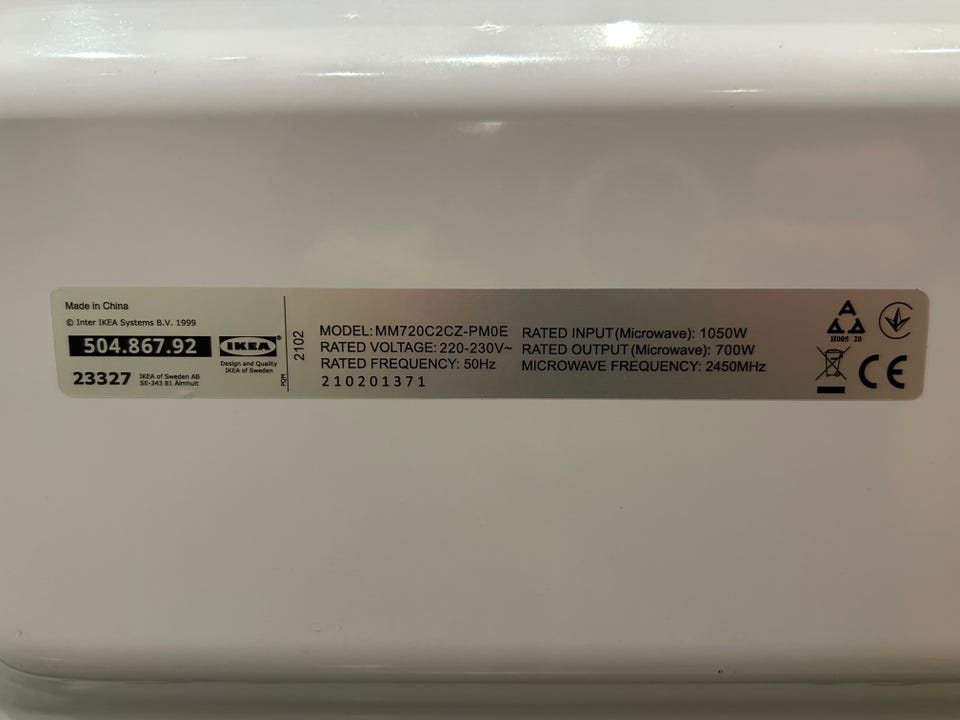 Made in China
© Inter IKEA Systems B.V. 1999
504.867.92
23327
IKEA of Sweden AB
SE-343 81 Älmhult
IKEA®
Design and Quality
IKEA of Sweden
PQM
2102
MODEL: MM720C2CZ-PM0E
RATED VOLTAGE: 220-230V~
RATED FREQUENCY: 50Hz
210201371
RATED INPUT(Microwave): 1050W
RATED OUTPUT(Microwave): 700W
MICROWAVE FREQUENCY: 2450MHz
H005 20
CE